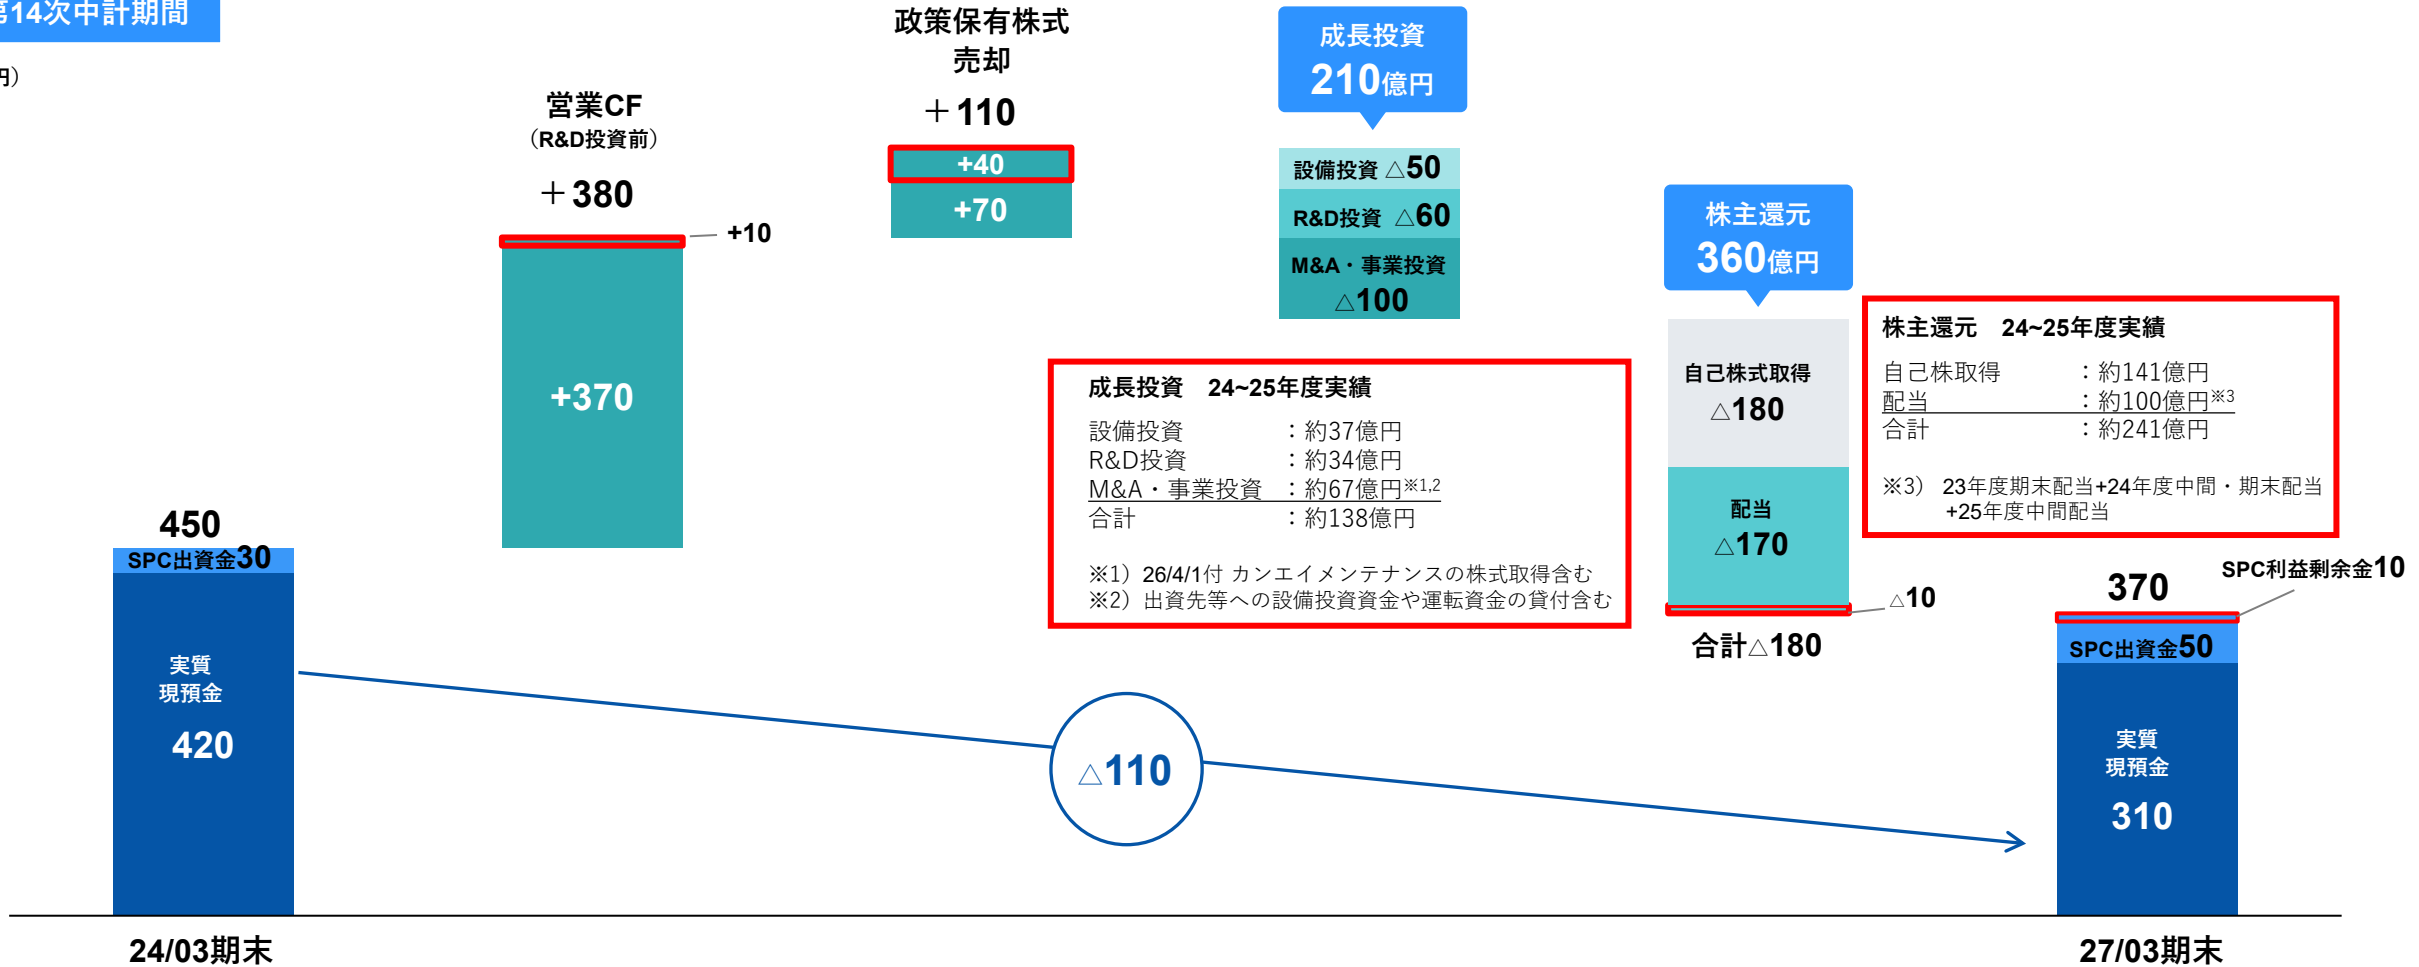 第14次中計期間
円）
450
SPC出資金30
実質
現預金
420
24/03期末
営業CF
（R&D投資前）
＋380
+10
+370
政策保有株式
売却
＋110
+40
+70
成長投資
210億円
設備投資 △50
R&D投資 △60
M&A・事業投資
△100
成長投資　24~25年度実績
設備投資　　　　：約37億円
R&D投資　　　　：約34億円
M&A・事業投資　：約67億円※1,2
合計　　　　　　：約138億円
※1）26/4/1付 カンエイメンテナンスの株式取得含む
※2）出資先等への設備投資資金や運転資金の貸付含む
△110
株主還元
360億円
自己株式取得
△180
配当
△170
△10
合計△180
株主還元　24~25年度実績
自己株取得　　　：約141億円
配当　　　　　　：約100億円※3
合計　　　　　　：約241億円
※3） 23年度期末配当+24年度中間・期末配当
+25年度中間配当
370
SPC利益剰余金10
SPC出資金50
実質
現預金
310
27/03期末